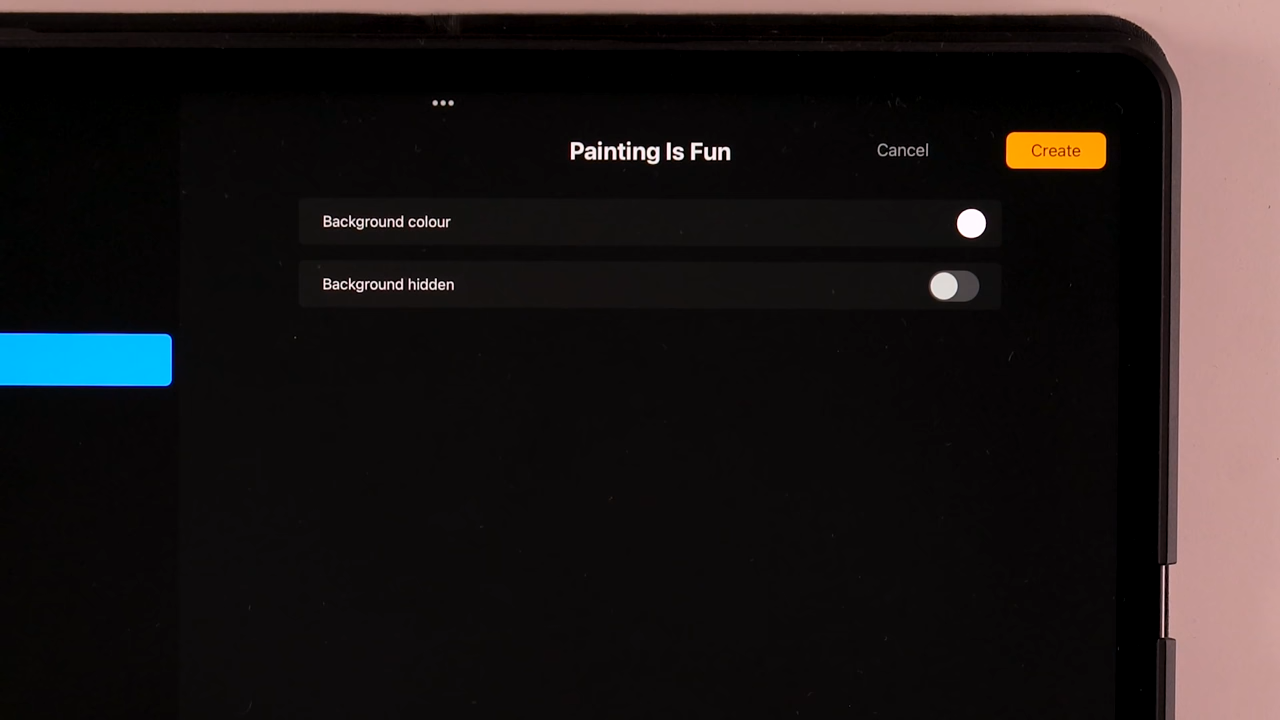 Painting Is Fun
Cancel
Create
Background colour
Background hidden